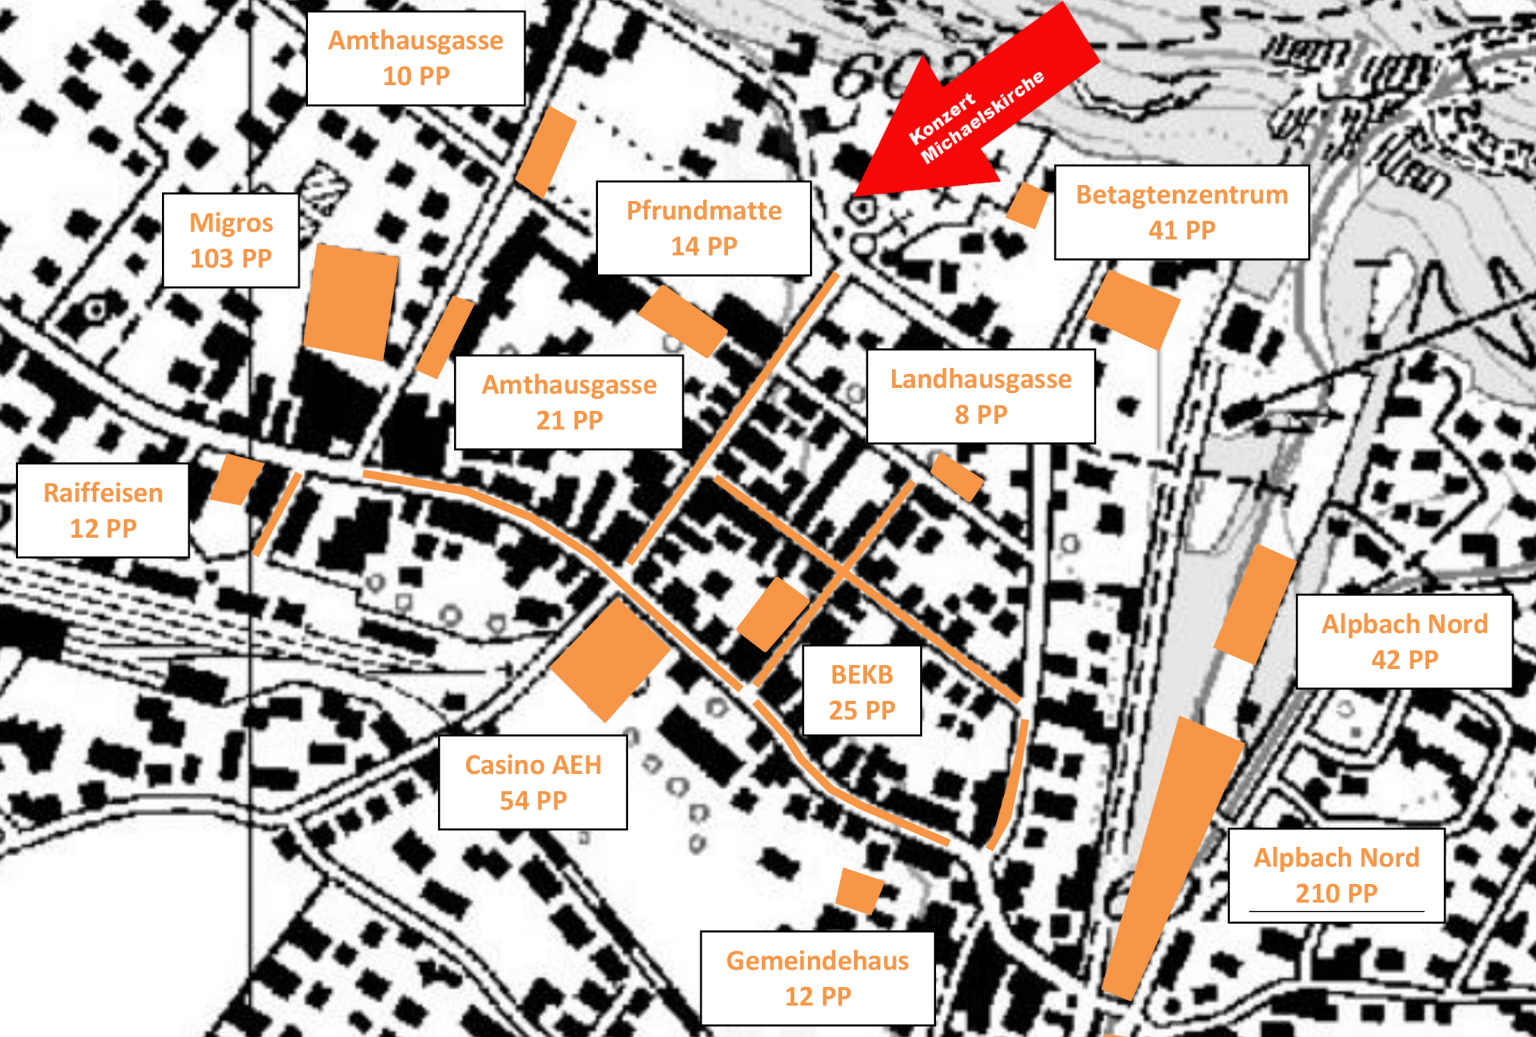 Amthausgasse
10 PP
Konzert
Michaelskirche
Migros
103 PP
Pfrundmatte
14 PP
Betagtenzentrum
41 PP
Amthausgasse
21 PP
Landhausgasse
8 PP
Raiffeisen
12 PP
Alpbach Nord
42 PP
BEKB
25 PP
Casino AEH
54 PP
Alpbach Nord
210 PP
Gemeindehaus
12 PP